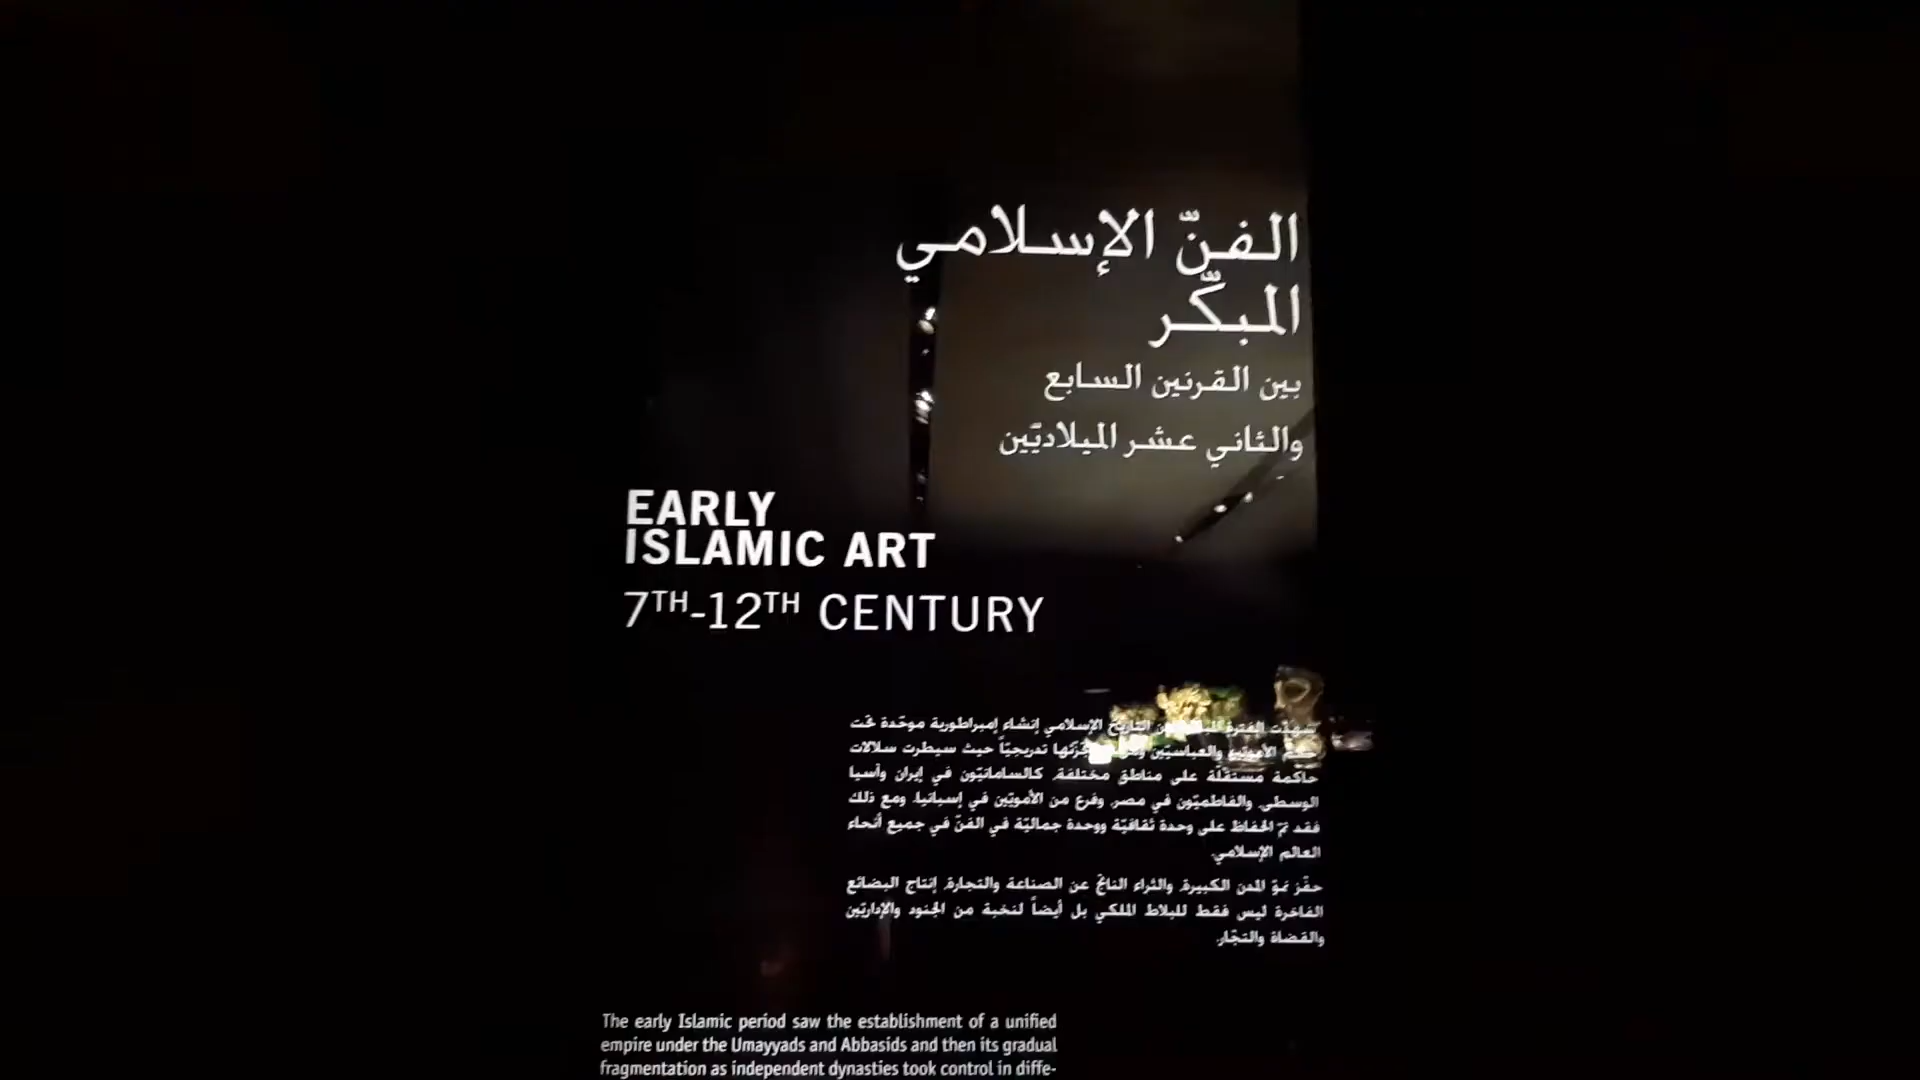 الفنّ الإسلامي
المبكّر
بين القرنين السابع
والثاني عشر الميلاديّين
EARLY
ISLAMIC ART
7TH-12TH CENTURY
شهدت الفترة من التاريخ الإسلامي إنشاء إمبراطورية موحّدة تحت
حكم الأمويّين والعباسيّين تدريجيّاً حيث سيطرت سلالات
حاكمة مستقلّة على مناطق مختلفة، كالسامانيّون في إيران وآسيا
الوسطى، والفاطميّون في مصر، وفرع من الأمويّين في إسبانيا. ومع ذلك
فقد تمّ الحفاظ على وحدة ثقافيّة ووحدة جماليّة في الفنّ في جميع أنحاء
العالم الإسلامي.
حفّز نموّ المدن الكبيرة، والثراء الناتج عن الصناعة والتجارة، إنتاج البضائع
الفاخرة ليس فقط للبلاط الملكي بل أيضاً لنخبة من الجنود والإداريّين
والقضاة والتجّار.
The early Islamic period saw the establishment of a unified
empire under the Umayyads and Abbasids and then its gradual
fragmentation as independent dynasties took control in diffe-